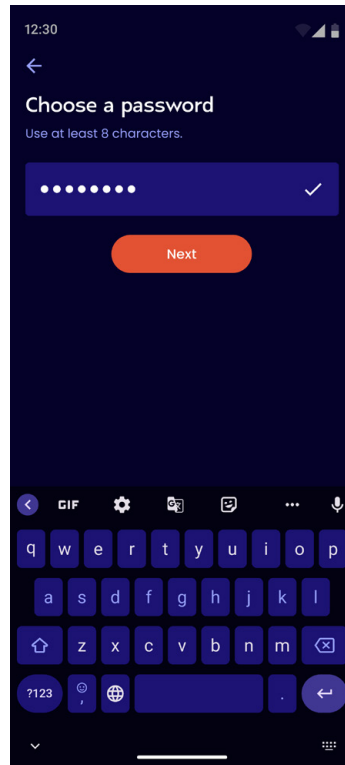 12:30
Choose a password
Use at least 8 characters.
Next
GIF
q w e r t y u i o p
a s d f g h j k l
z x c v b n m
?123 , .